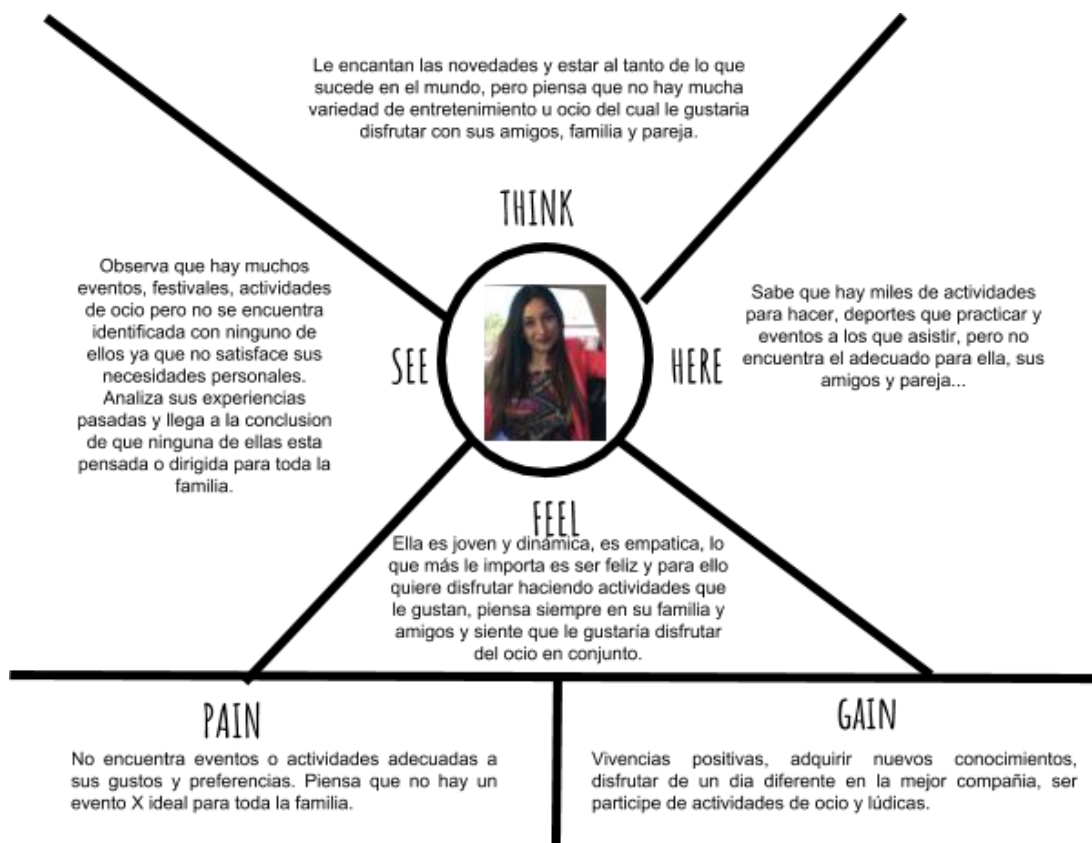 Le encantan las novedades y estar al tanto de lo que
sucede en el mundo, pero piensa que no hay mucha
variedad de entretenimiento u ocio del cual le gustaria
disfrutar con sus amigos, familia y pareja.
THINK
Observa que hay muchos
eventos, festivales, actividades
de ocio pero no se encuentra
identificada con ninguno de
ellos ya que no satisface sus
necesidades personales.
Analiza sus experiencias
pasadas y llega a la conclusion
de que ninguna de ellas esta
pensada o dirigida para toda la
familia.
SEE
HERE
Sabe que hay miles de actividades
para hacer, deportes que practicar y
eventos a los que asistir, pero no
encuentra el adecuado para ella, sus
amigos y pareja...
FEEL
Ella es joven y dinámica, es empatica, lo
que más le importa es ser feliz y para ello
quiere disfrutar haciendo actividades que
le gustan, piensa siempre en su familia y
amigos y siente que le gustaría disfrutar
del ocio en conjunto.
PAIN
No encuentra eventos o actividades adecuadas a
sus gustos y preferencias. Piensa que no hay un
evento X ideal para toda la familia.
GAIN
Vivencias positivas, adquirir nuevos conocimientos,
disfrutar de un dia diferente en la mejor compañia, ser
participe de actividades de ocio y lúdicas.